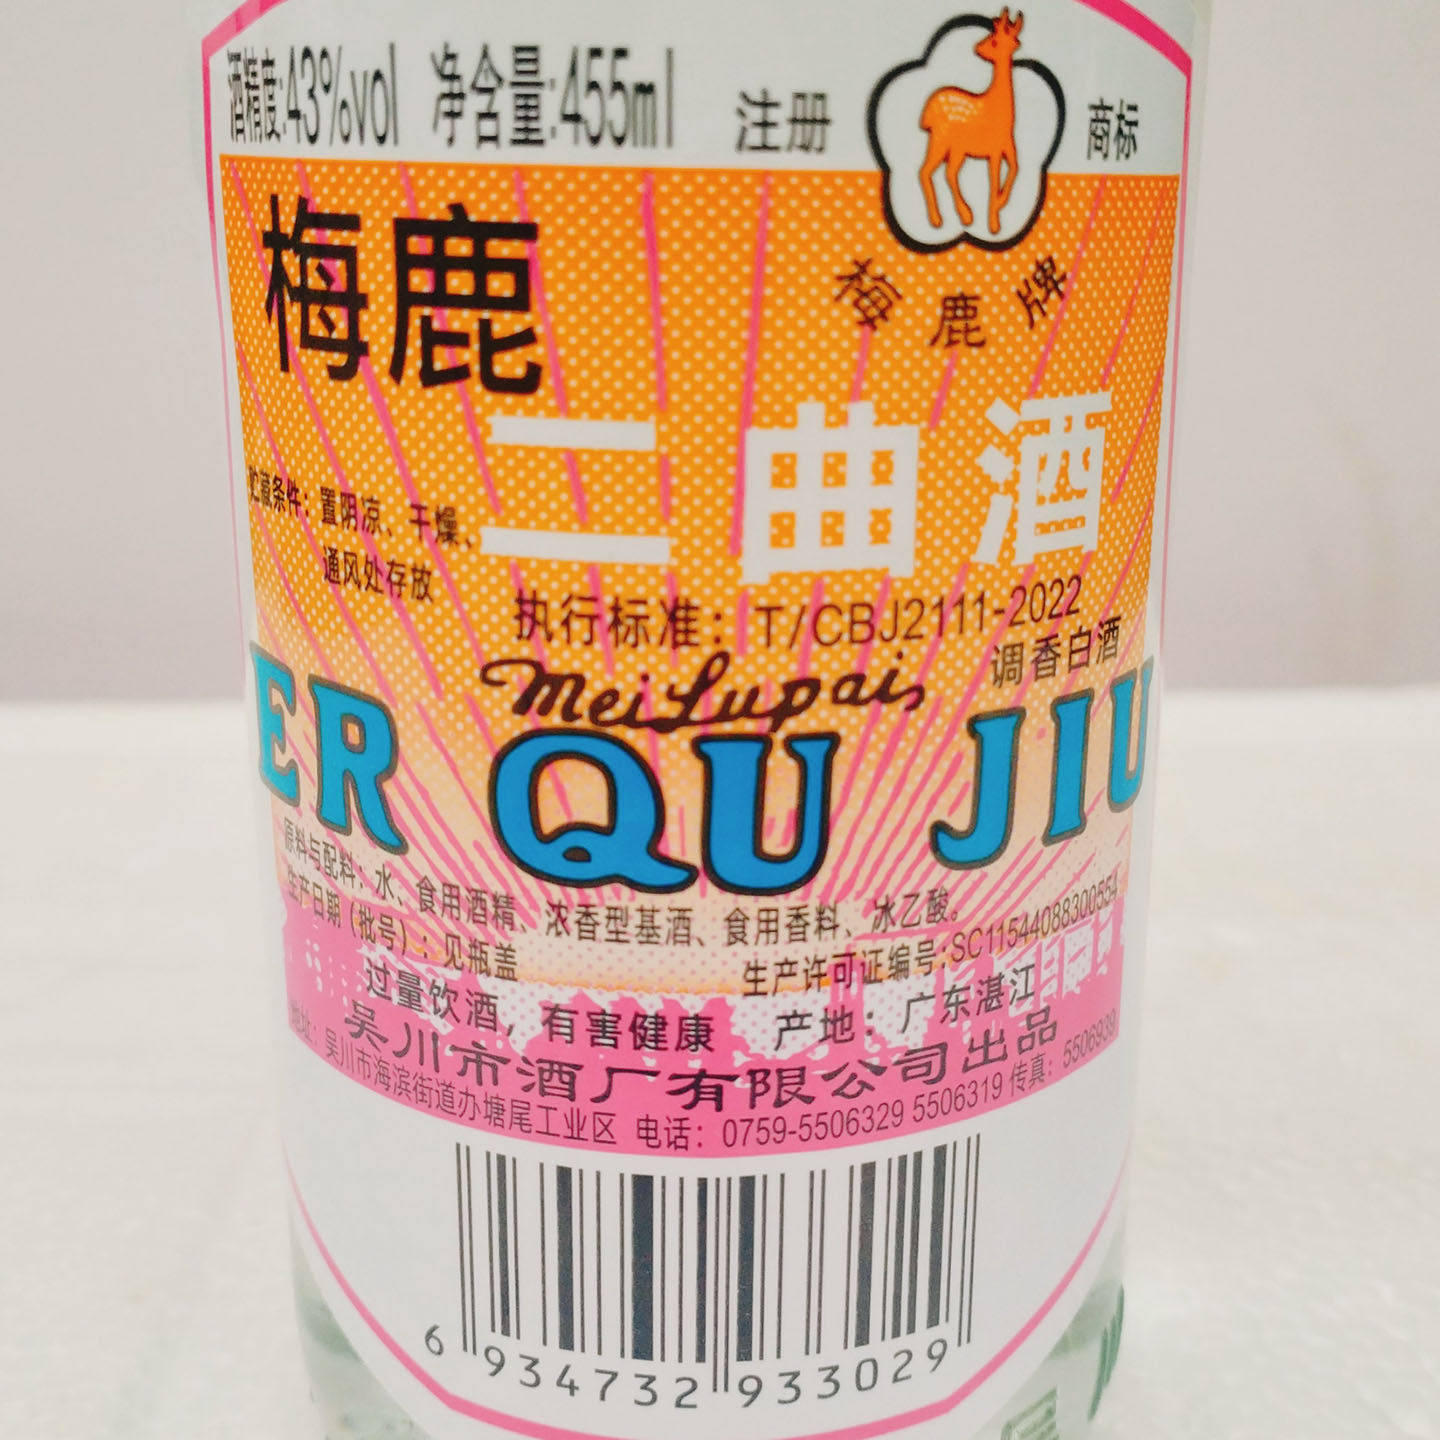 酒精度:43%vol 净含量:455ml 注册 商标
梅鹿
梅鹿牌
二曲酒
贮藏条件：置阴凉、干燥、
通风处存放
执行标准：T/CBJ2111-2022
调香白酒
MeiLupai
ER QU JIU
原料与配料：水、食用酒精、浓香型基酒、食用香料、冰乙酸。
生产日期（批号）：见瓶盖
生产许可证编号:SC11544088300554
过量饮酒，有害健康
产地：广东湛江
吴川市酒厂有限公司出品
地址：吴川市海滨街道办塘尾工业区 电话：0759-5506329 5506319 传真：5506939
6 934732 933029